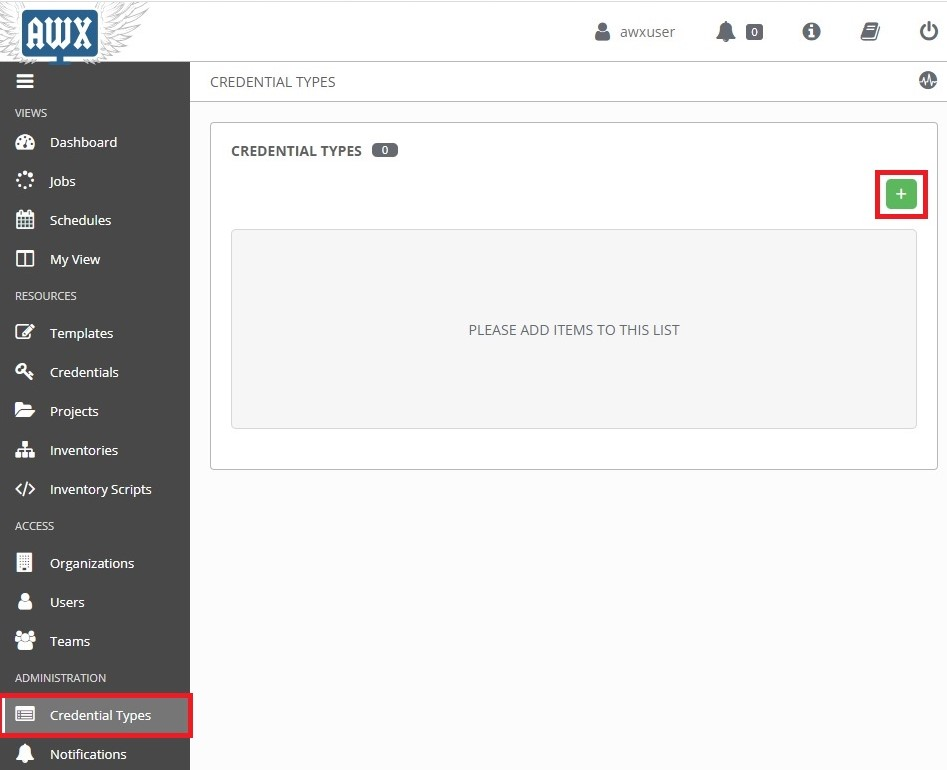 AWX
awxuser
0
CREDENTIAL TYPES
VIEWS
Dashboard
Jobs
Schedules
My View
RESOURCES
Templates
Credentials
Projects
Inventories
Inventory Scripts
ACCESS
Organizations
Users
Teams
ADMINISTRATION
Credential Types
Notifications
CREDENTIAL TYPES 0
+
PLEASE ADD ITEMS TO THIS LIST